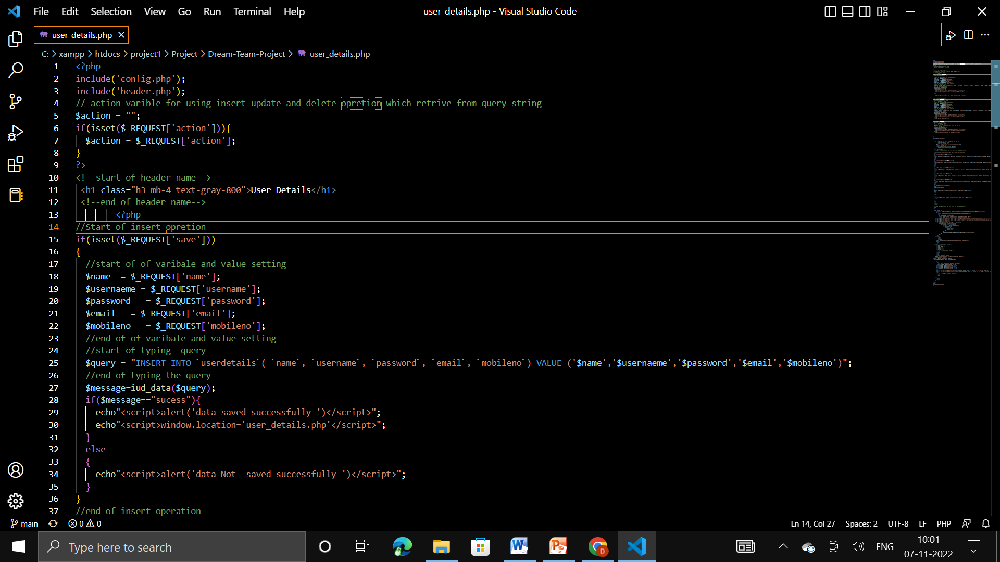 File Edit Selection View Go Run Terminal Help
user_details.php - Visual Studio Code
user_details.php
C: > xampp > htdocs > project1 > Project > Dream-Team-Project > user_details.php
1 <?php
2 include('config.php');
3 include('header.php');
4 // action varible for using insert update and delete opretion which retrive from query string
5 $action = "";
6 if(isset($_REQUEST['action'])){
7 $action = $_REQUEST['action'];
8 }
9 ?>
10 <!--start of header name-->
11 <h1 class="h3 mb-4 text-gray-800">User Details</h1>
12 <!--end of header name-->
13 <?php
14 //Start of insert opretion
15 if(isset($_REQUEST['save']))
16 {
17 //start of of varibale and value setting
18 $name  = $_REQUEST['name'];
19 $usernaeme = $_REQUEST['username'];
20 $password   = $_REQUEST['password'];
21 $email   = $_REQUEST['email'];
22 $mobileno   = $_REQUEST['mobileno'];
23 //end of of varibale and value setting
24 //start of typing  query
25 $query = "INSERT INTO `userdetails`( `name`, `username`, `password`, `email`, `mobileno`) VALUE ('$name','$usernaeme','$password','$email','$mobileno')";
26 //end of typing the query
27 $message=iud_data($query);
28 if($message=="sucess"){
29 echo"<script>alert('data saved successfully ')</script>";
30 echo"<script>window.location='user_details.php'</script>";
31 }
32 else
33 {
34 echo"<script>alert('data Not  saved successfully ')</script>";
35 }
36 }
37 //end of insert operation
main 0 0
Ln 14, Col 27 Spaces: 2 UTF-8 LF PHP
Type here to search
ENG
10:01
07-11-2022